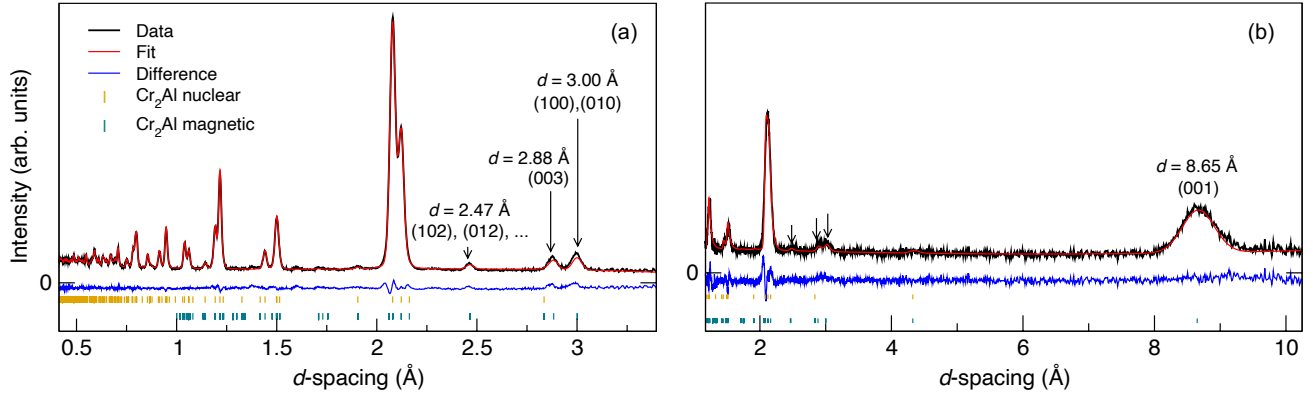 (a)
Data
Fit
Difference
Cr₂Al nuclear
Cr₂Al magnetic
d = 3.00 Å
(100),(010)
d = 2.88 Å
(003)
d = 2.47 Å
(102), (012), ...
Intensity (arb. units)
0
0.5
1
1.5
2
2.5
3
d-spacing (Å)
(b)
d = 8.65 Å
(001)
0
2
4
6
8
10
d-spacing (Å)